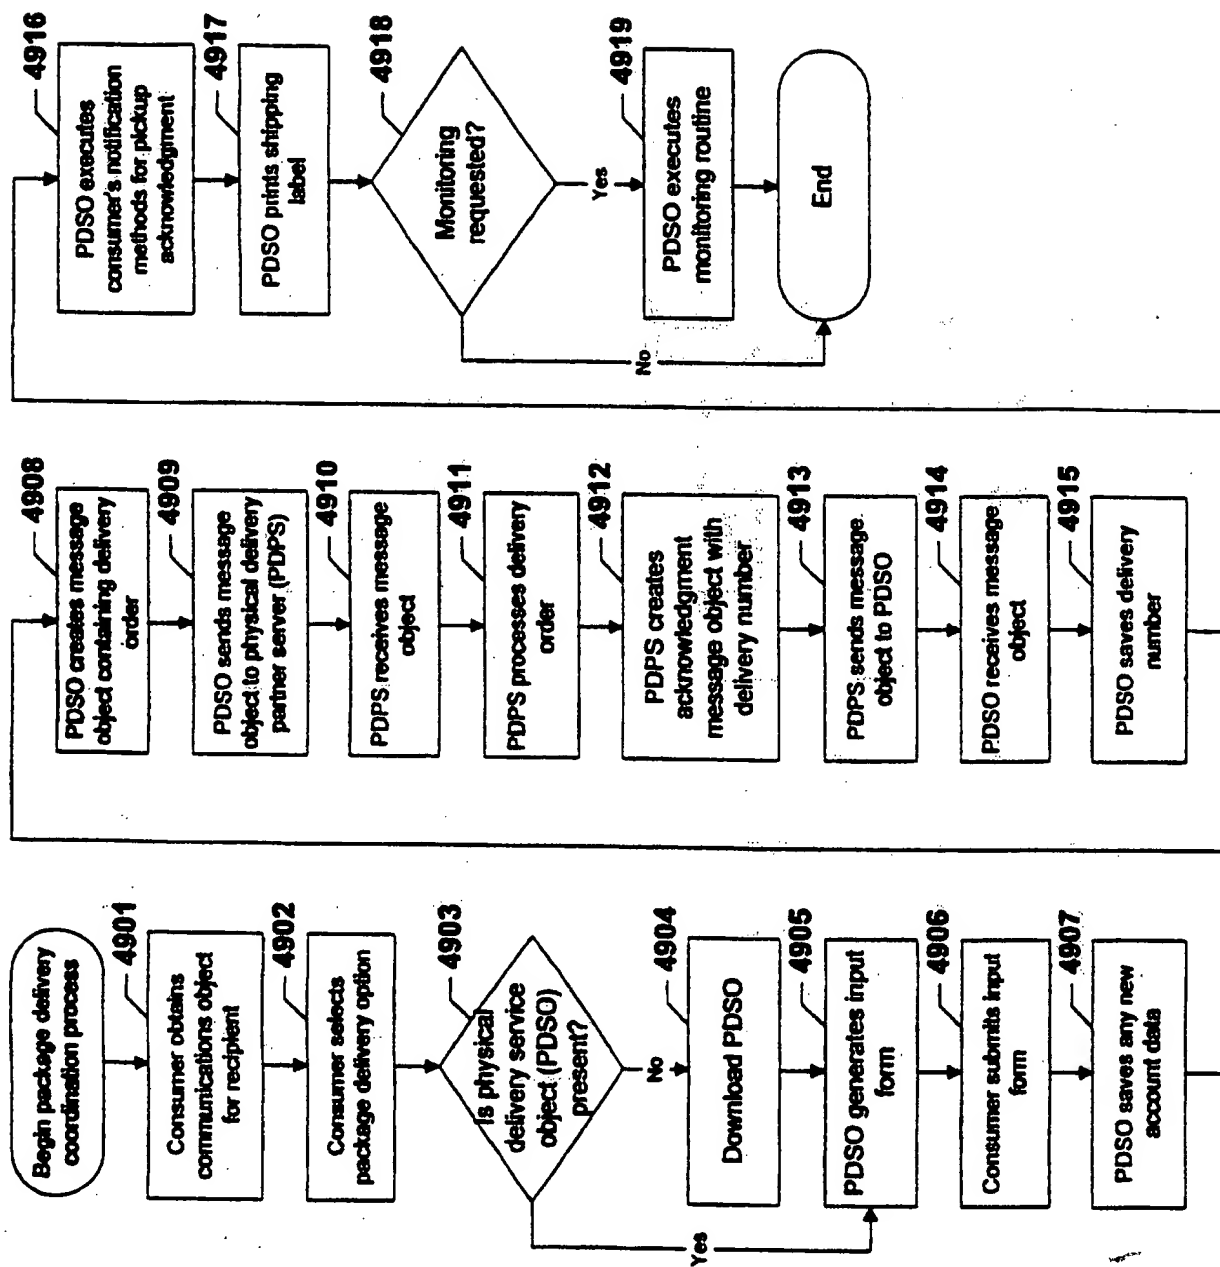 Begin package delivery
coordination process
4901
Consumer obtains
communications object
for recipient
4902
Consumer selects
package delivery option
4903
Is physical
delivery service
object (PDSO)
present?
No
Yes
4904
Download PDSO
4905
PDSO generates input
form
4906
Consumer submits input
form
4907
PDSO saves any new
account data
4908
PDSO creates message
object containing delivery
order
4909
PDSO sends message
object to physical delivery
partner server (PDPS)
4910
PDPS receives message
object
4911
PDPS processes delivery
order
4912
PDPS creates
acknowledgment
message object with
delivery number
4913
PDPS sends message
object to PDSO
4914
PDSO receives message
object
4915
PDSO saves delivery
number
4916
PDSO executes
consumer's notification
methods for pickup
acknowledgment
4917
PDSO prints shipping
label
4918
Monitoring
requested?
Yes
No
4919
PDSO executes
monitoring routine
End